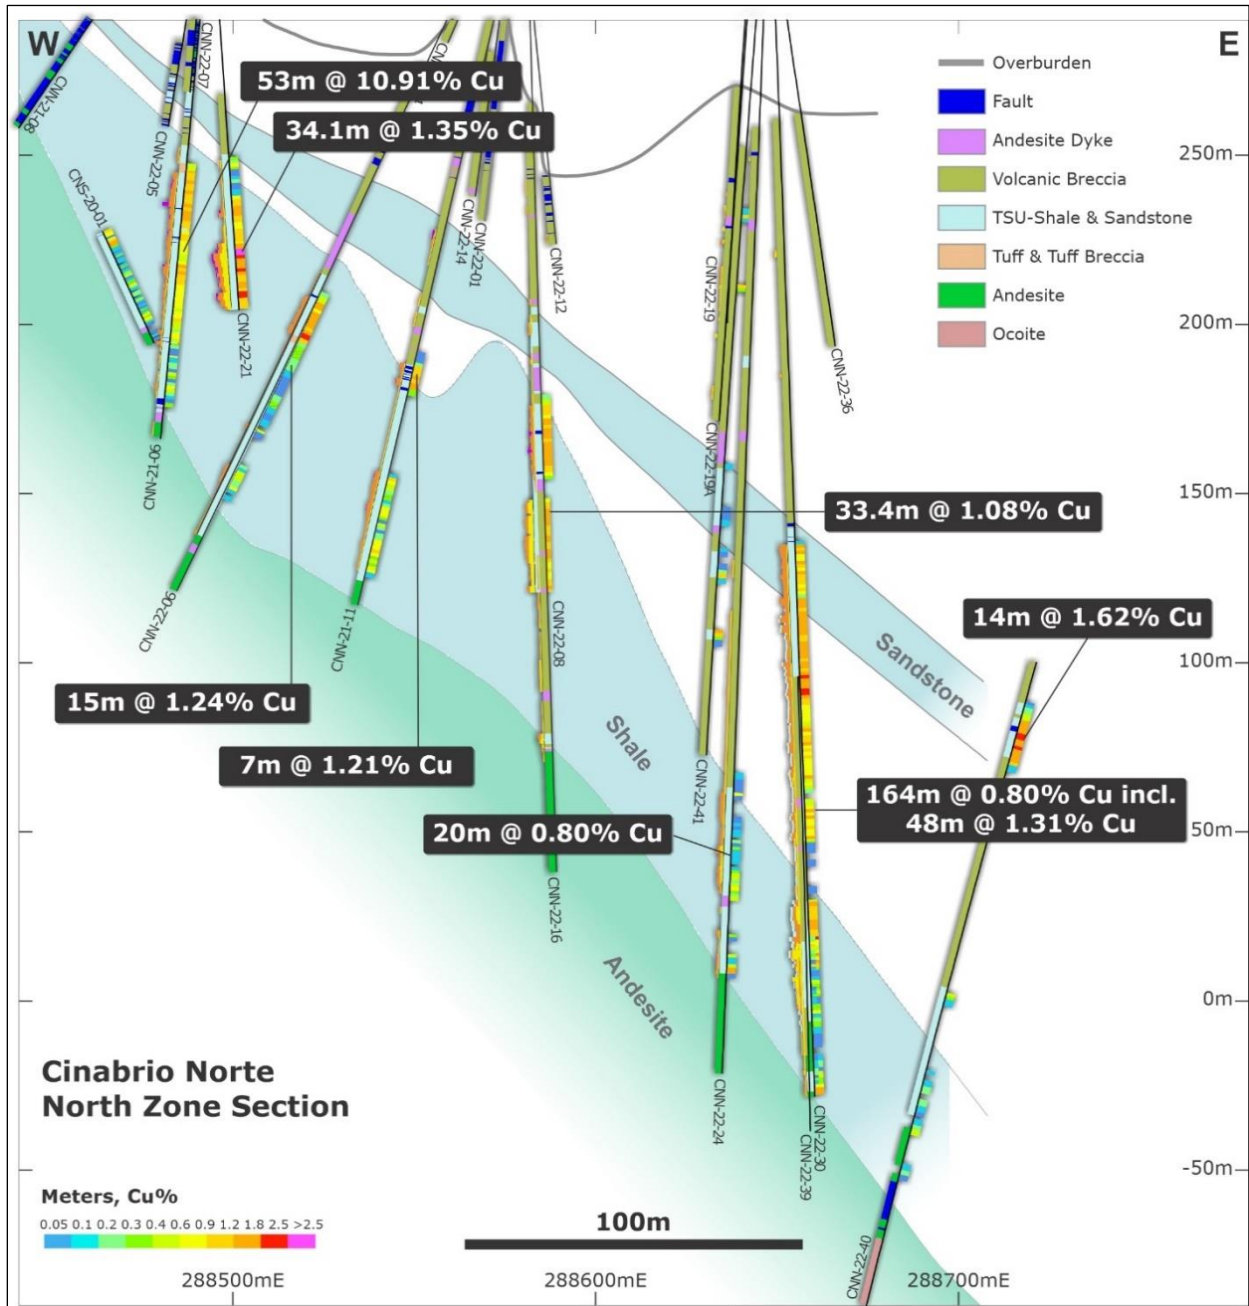 W
E
Overburden
Fault
Andesite Dyke
Volcanic Breccia
TSU-Shale & Sandstone
Tuff & Tuff Breccia
Andesite
Ocoite
53m @ 10.91% Cu
34.1m @ 1.35% Cu
CNN-21-08
CNN-22-07
CNN-22-05
CNS-20-01
CNN-22-21
CNN-22-14
CNN-22-01
CNN-22-12
CNN-22-19
CNN-22-36
250m
200m
150m
100m
50m
0m
-50m
CNN-21-06
CNN-22-19A
33.4m @ 1.08% Cu
CNN-22-06
CNN-21-11
CNN-22-08
14m @ 1.62% Cu
Sandstone
15m @ 1.24% Cu
7m @ 1.21% Cu
Shale
CNN-22-41
164m @ 0.80% Cu incl.
48m @ 1.31% Cu
20m @ 0.80% Cu
CNN-22-16
Andesite
CNN-22-24
CNN-22-30
CNN-22-39
CNN-22-40
Cinabrio Norte
North Zone Section
Meters, Cu%
0.05 0.1 0.2 0.3 0.4 0.6 0.9 1.2 1.8 2.5 >2.5
100m
288500mE
288600mE
288700mE